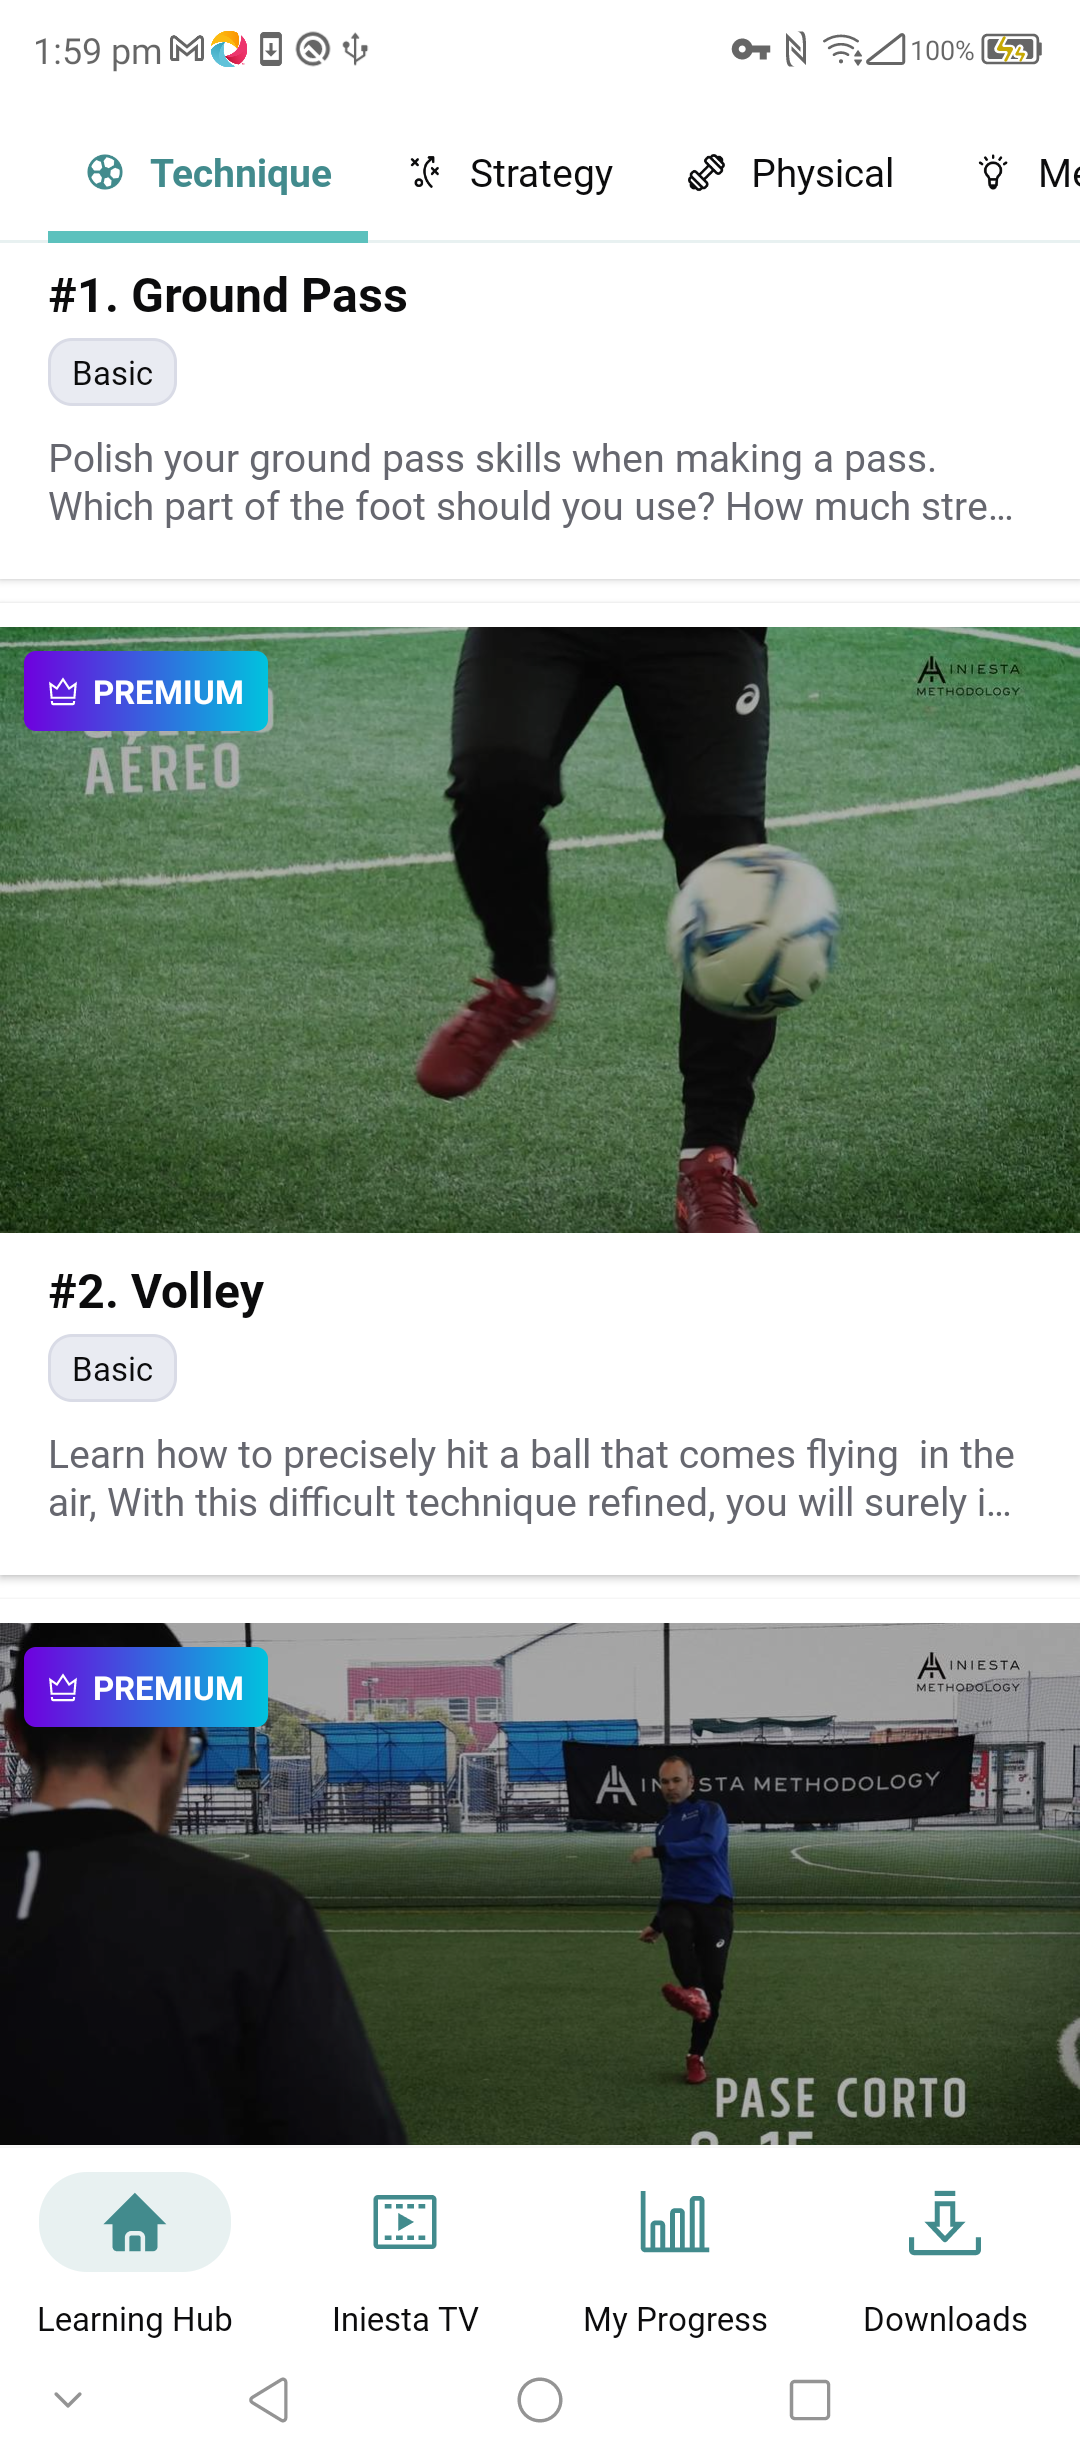 1:59 pm
100%
Technique
Strategy
Physical
#1. Ground Pass
Basic
Polish your ground pass skills when making a pass.
Which part of the foot should you use? How much stre...
PREMIUM
AÉREO
INIESTA
METHODOLOGY
#2. Volley
Basic
Learn how to precisely hit a ball that comes flying  in the
air, With this difficult technique refined, you will surely i...
PREMIUM
INIESTA
METHODOLOGY
STA METHODOLOGY
PASE CORTO
Learning Hub
Iniesta TV
My Progress
Downloads